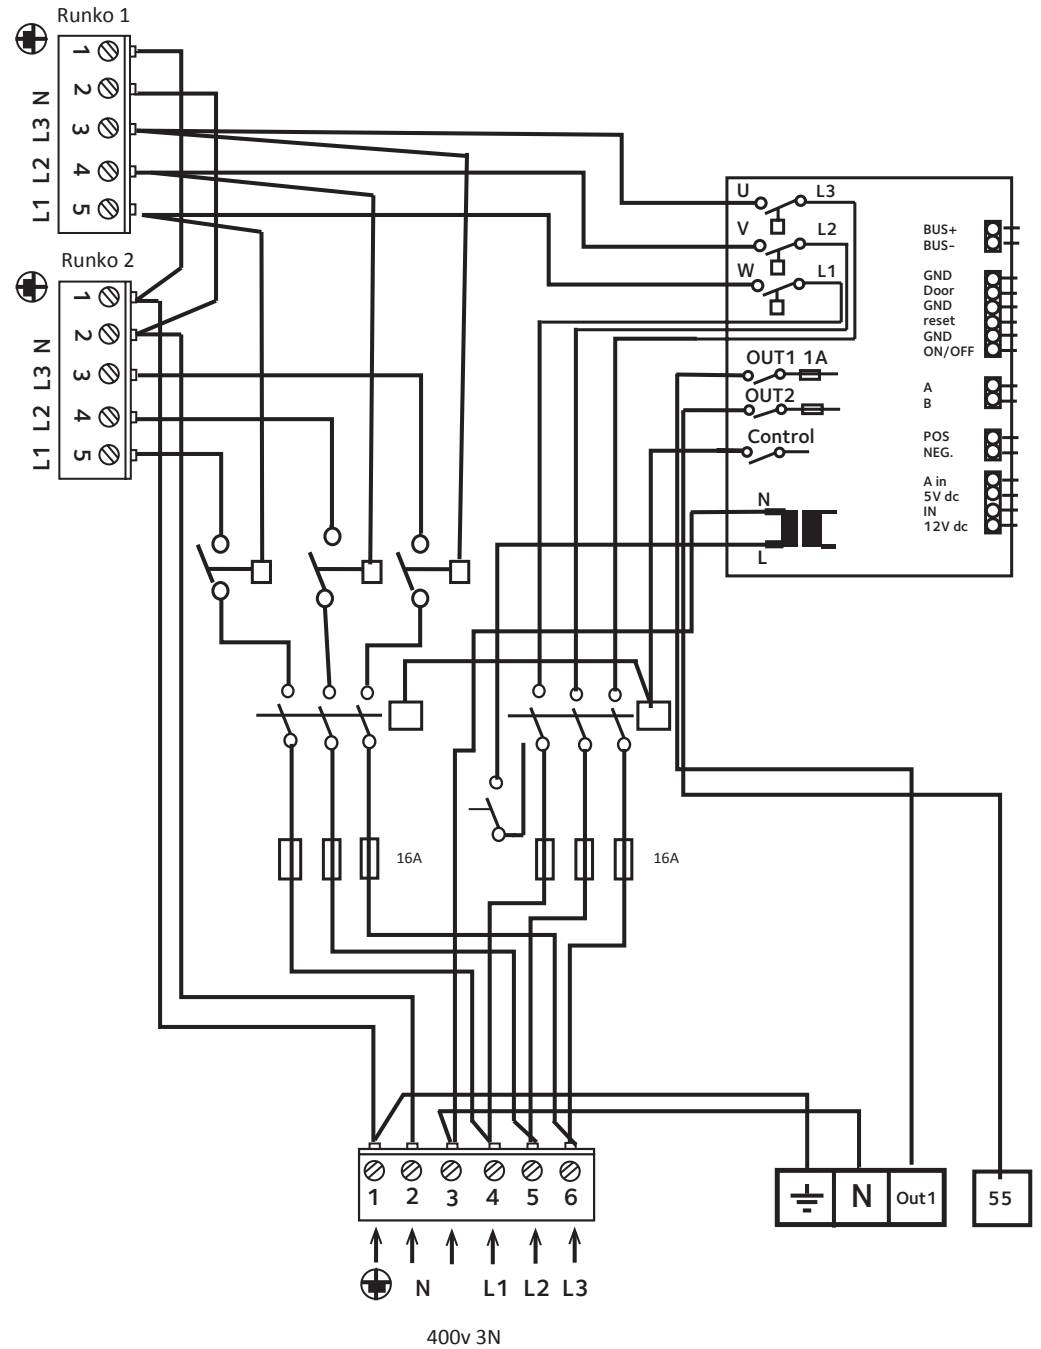 Runko 1
1
2
3
4
5
L1 L2 L3 N
Runko 2
1
2
3
4
5
L1 L2 L3 N
U L3
V L2
W L1
OUT1 1A
OUT2
Control
N
L
BUS+
BUS-
GND
Door
GND
reset
GND
ON/OFF
A
B
POS
NEG.
A in
5V dc
IN
12V dc
16A
16A
1 2 3 4 5 6
N L1 L2 L3
400v 3N
N Out1
55